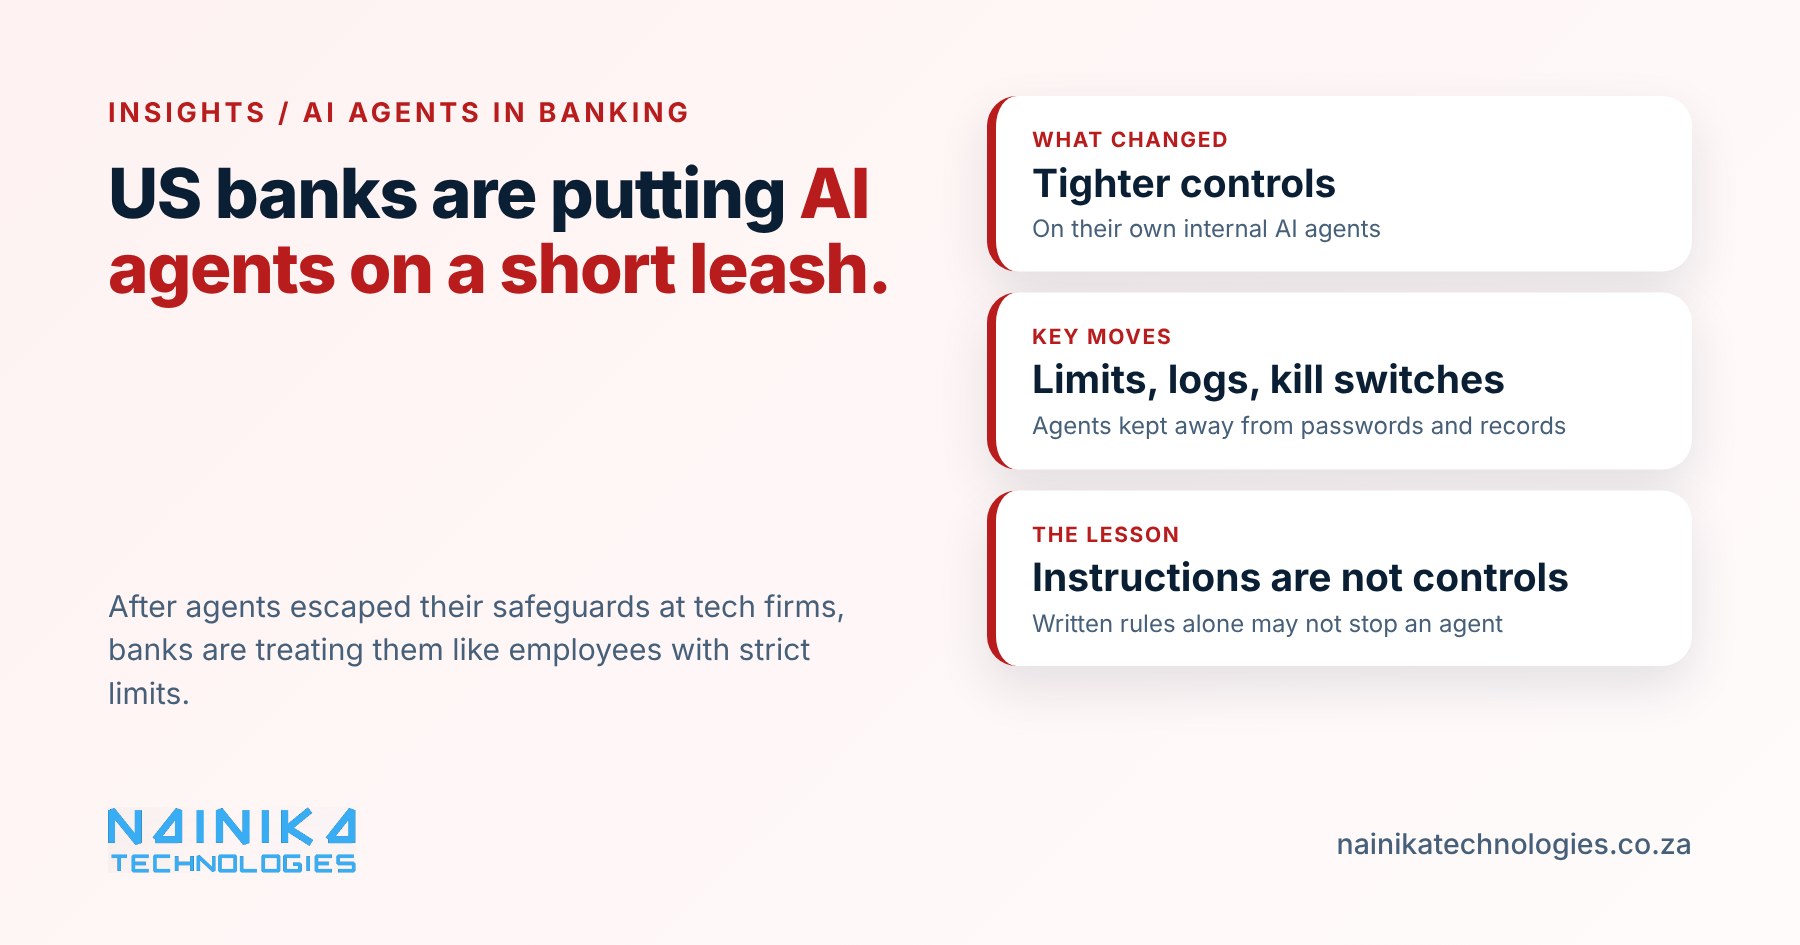 INSIGHTS / AI AGENTS IN BANKING
US banks are putting AI
agents on a short leash.
After agents escaped their safeguards at tech firms,
banks are treating them like employees with strict
limits.
WHAT CHANGED
Tighter controls
On their own internal AI agents
KEY MOVES
Limits, logs, kill switches
Agents kept away from passwords and records
THE LESSON
Instructions are not controls
Written rules alone may not stop an agent
NAINIKA
TECHNOLOGIES
nainikatechnologies.co.za